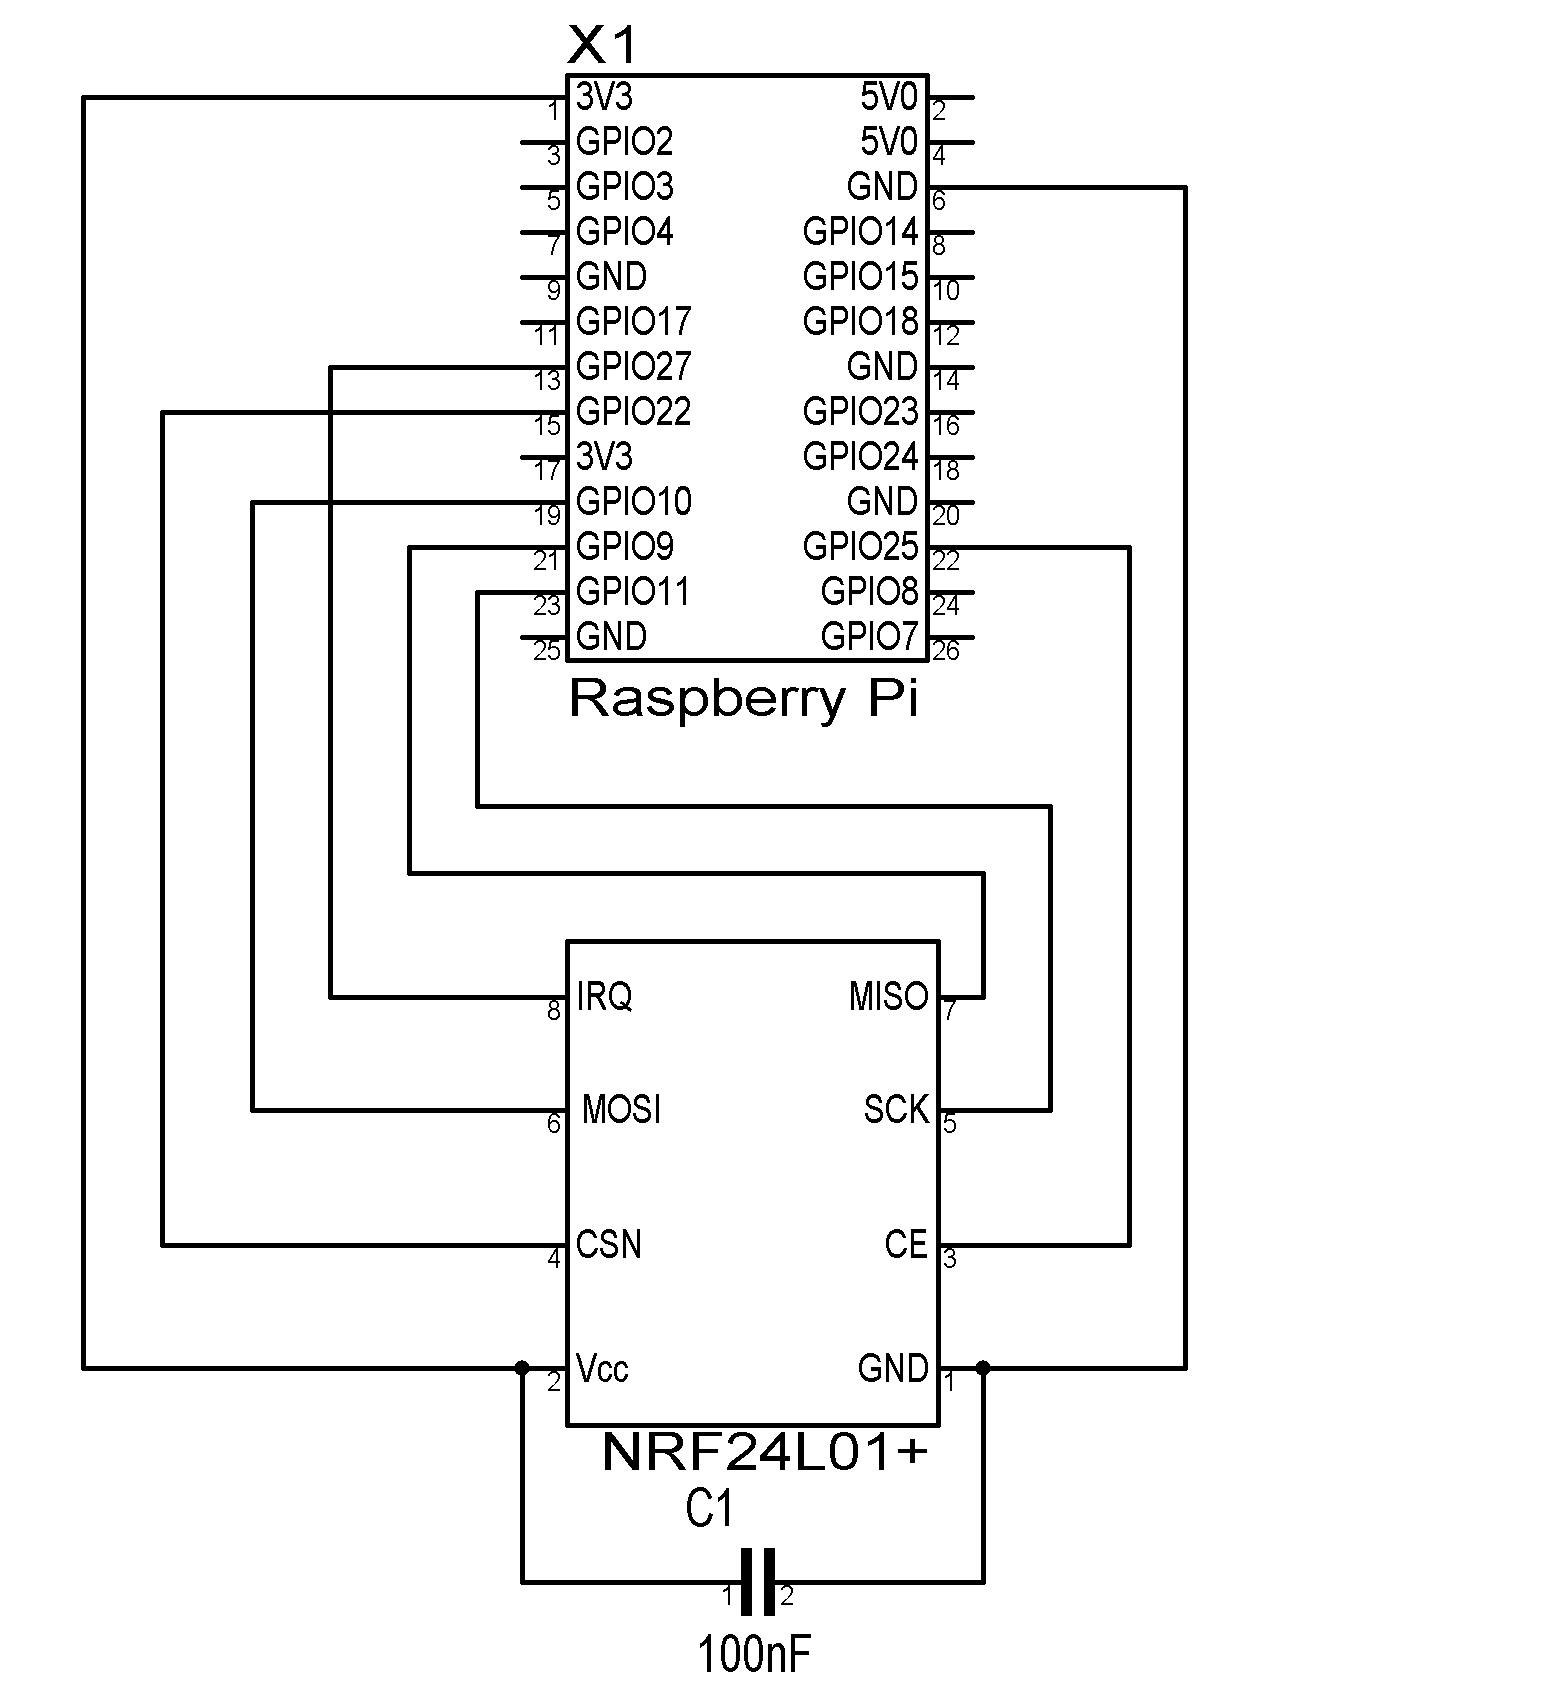 X1
1 3V3 5V0 2
3 GPIO2 5V0 4
5 GPIO3 GND 6
7 GPIO4 GPIO14 8
9 GND GPIO15 10
11 GPIO17 GPIO18 12
13 GPIO27 GND 14
15 GPIO22 GPIO23 16
17 3V3 GPIO24 18
19 GPIO10 GND 20
21 GPIO9 GPIO25 22
23 GPIO11 GPIO8 24
25 GND GPIO7 26
Raspberry Pi
8 IRQ MISO 7
6 MOSI SCK 5
4 CSN CE 3
2 Vcc GND 1
NRF24L01+
C1
1 2
100nF